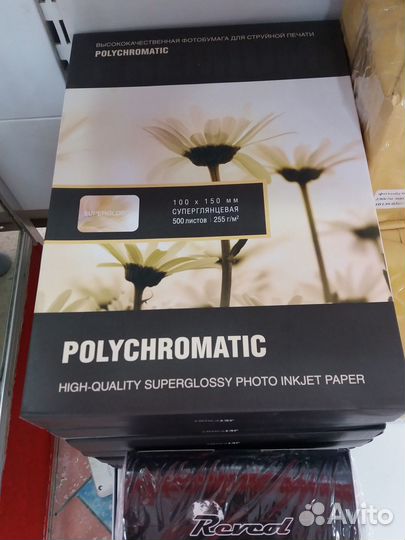 ВЫСОКОКАЧЕСТВЕННАЯ ФОТОБУМАГА ДЛЯ СТРУЙНОЙ ПЕЧАТИ
POLYCHROMATIC
SUPERGLOSSY
100 x 150 мм
СУПЕРГЛЯНЦЕВАЯ
500 листов | 255 г/м²
POLYCHROMATIC
HIGH-QUALITY SUPERGLOSSY PHOTO INKJET PAPER
Revcol
Avito